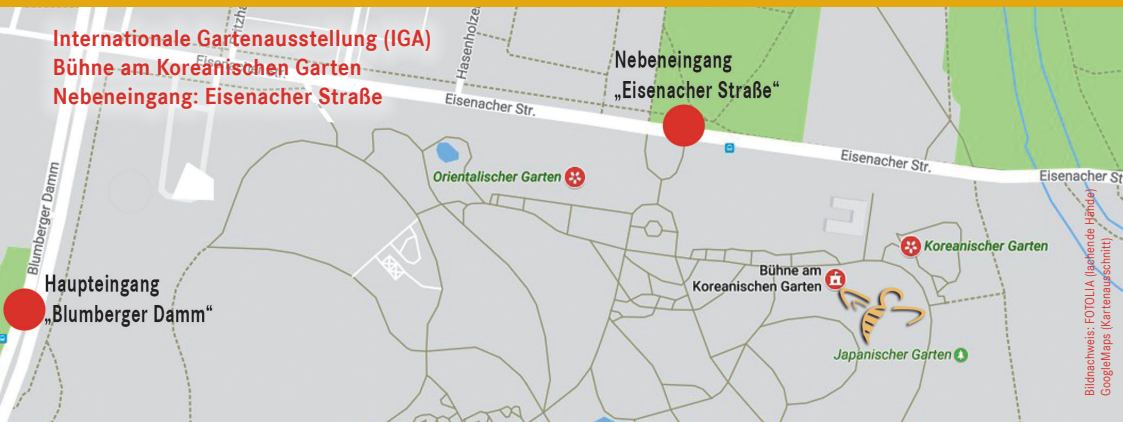 Internationale Gartenausstellung (IGA)
Bühne am Koreanischen Garten
Nebeneingang: Eisenacher Straße
Hasenholzer
Nebeneingang
„Eisenacher Straße“
Eisenacher Str.
Eisenacher Str.
Eisenacher St
Orientalischer Garten
Blumberger Damm
Koreanischer Garten
Bühne am
Koreanischen Garten
Haupteingang
„Blumberger Damm“
Japanischer Garten
Bildnachweis: FOTOLIA (lachende Hände)
GoogleMaps (Kartenausschnitt)